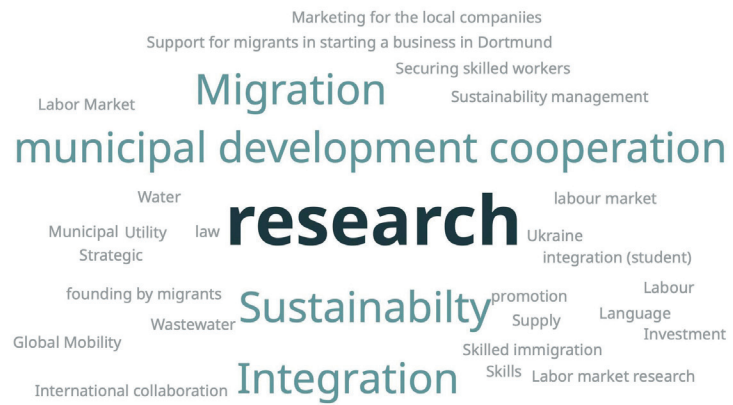 Marketing for the local companiies
Support for migrants in starting a business in Dortmund
Securing skilled workers
Migration
Sustainability management
Labor Market
municipal development cooperation
Water
labour market
research
Municipal Utility
law
Ukraine
Strategic
integration (student)
Labour
founding by migrants
promotion
Sustainabilty
Language
Wastewater
Supply
Investment
Global Mobility
Skilled immigration
Skills
Labor market research
Integration
International collaboration